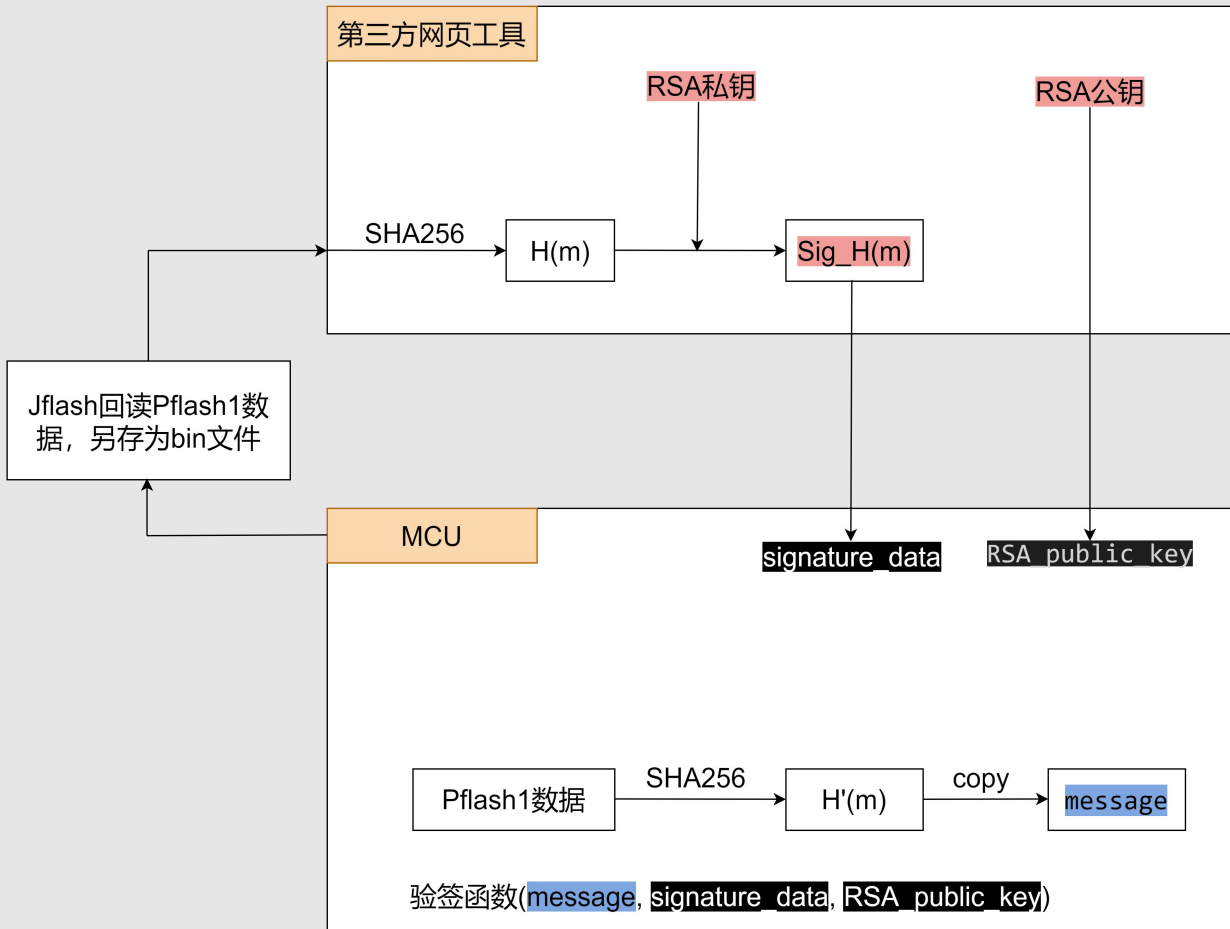 第三方网页工具
RSA私钥
RSA公钥
SHA256
H(m)
Sig_H(m)
Jflash回读Pflash1数
据，另存为bin文件
MCU
signature_data
RSA_public_key
Pflash1数据
SHA256
H'(m)
copy
message
验签函数(message, signature_data, RSA_public_key)